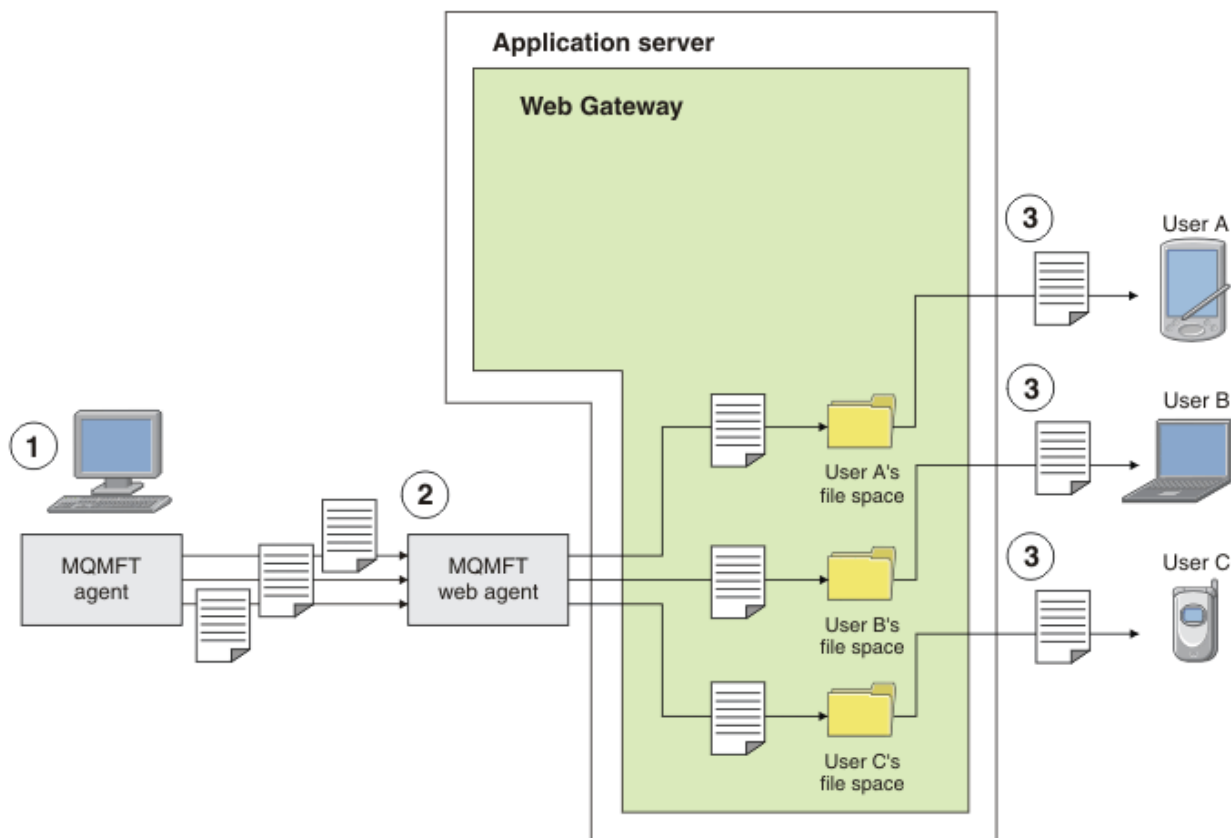 Application server
Web Gateway
3
User A
3
User B
1
User A's
file space
2
3
User C
MQMFT
agent
MQMFT
web agent
User B's
file space
User C's
file space